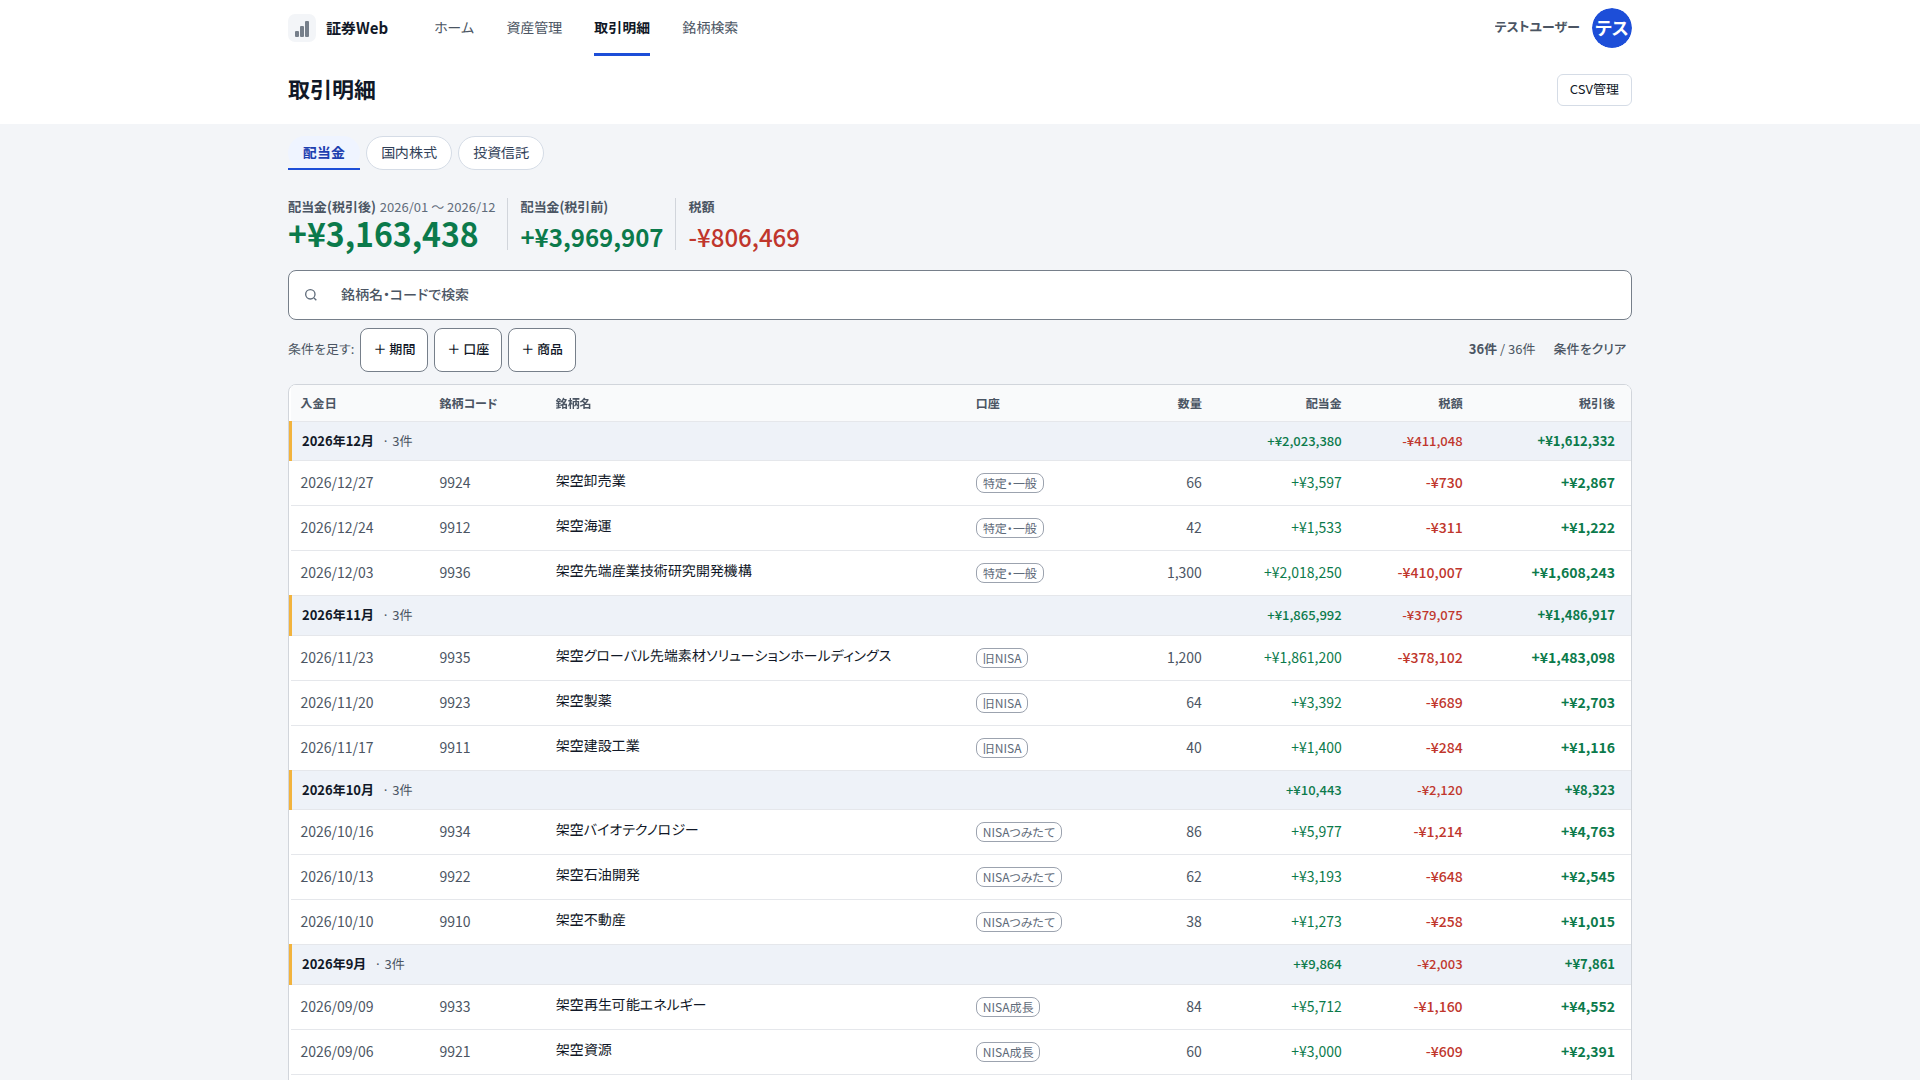 証券Web ホーム 資産管理 取引明細 銘柄検索 テストユーザー テス
取引明細 CSV管理
配当金 国内株式 投資信託
配当金(税引後) 2026/01 〜 2026/12 配当金(税引前) 税額
+¥3,163,438 +¥3,969,907 -¥806,469
銘柄名・コードで検索
条件を足す: + 期間 + 口座 + 商品 36件 / 36件 条件をクリア
入金日 銘柄コード 銘柄名 口座 数量 配当金 税額 税引後
2026年12月 · 3件 +¥2,023,380 -¥411,048 +¥1,612,332
2026/12/27 9924 架空卸売業 特定・一般 66 +¥3,597 -¥730 +¥2,867
2026/12/24 9912 架空海運 特定・一般 42 +¥1,533 -¥311 +¥1,222
2026/12/03 9936 架空先端産業技術研究開発機構 特定・一般 1,300 +¥2,018,250 -¥410,007 +¥1,608,243
2026年11月 · 3件 +¥1,865,992 -¥379,075 +¥1,486,917
2026/11/23 9935 架空グローバル先端素材ソリューションホールディングス 旧NISA 1,200 +¥1,861,200 -¥378,102 +¥1,483,098
2026/11/20 9923 架空製薬 旧NISA 64 +¥3,392 -¥689 +¥2,703
2026/11/17 9911 架空建設工業 旧NISA 40 +¥1,400 -¥284 +¥1,116
2026年10月 · 3件 +¥10,443 -¥2,120 +¥8,323
2026/10/16 9934 架空バイオテクノロジー NISAつみたて 86 +¥5,977 -¥1,214 +¥4,763
2026/10/13 9922 架空石油開発 NISAつみたて 62 +¥3,193 -¥648 +¥2,545
2026/10/10 9910 架空不動産 NISAつみたて 38 +¥1,273 -¥258 +¥1,015
2026年9月 · 3件 +¥9,864 -¥2,003 +¥7,861
2026/09/09 9933 架空再生可能エネルギー NISA成長 84 +¥5,712 -¥1,160 +¥4,552
2026/09/06 9921 架空資源 NISA成長 60 +¥3,000 -¥609 +¥2,391